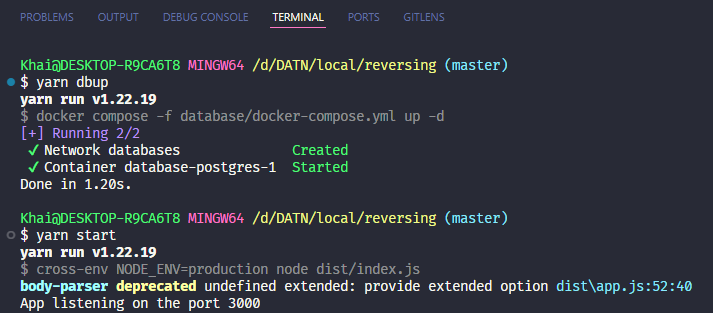 PROBLEMS OUTPUT DEBUG CONSOLE TERMINAL PORTS GITLENS
Khai@DESKTOP-R9CA6T8 MINGW64 /d/DATN/local/reversing (master)
$ yarn dbup
yarn run v1.22.19
$ docker compose -f database/docker-compose.yml up -d
[+] Running 2/2
✔ Network databases Created
✔ Container database-postgres-1 Started
Done in 1.20s.
Khai@DESKTOP-R9CA6T8 MINGW64 /d/DATN/local/reversing (master)
$ yarn start
yarn run v1.22.19
$ cross-env NODE_ENV=production node dist/index.js
body-parser deprecated undefined extended: provide extended option dist\app.js:52:40
App listening on the port 3000